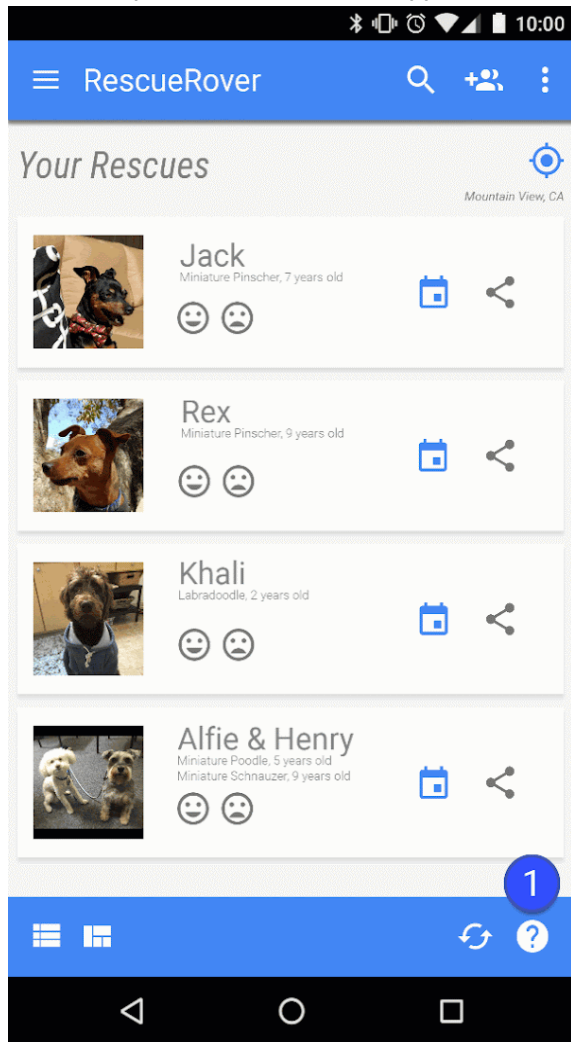 10:00
RescueRover
Your Rescues
Mountain View, CA
Jack
Miniature Pinscher, 7 years old
Rex
Miniature Pinscher, 9 years old
Khali
Labradoodle, 2 years old
Alfie & Henry
Miniature Poodle, 5 years old
Miniature Schnauzer, 9 years old
1
?